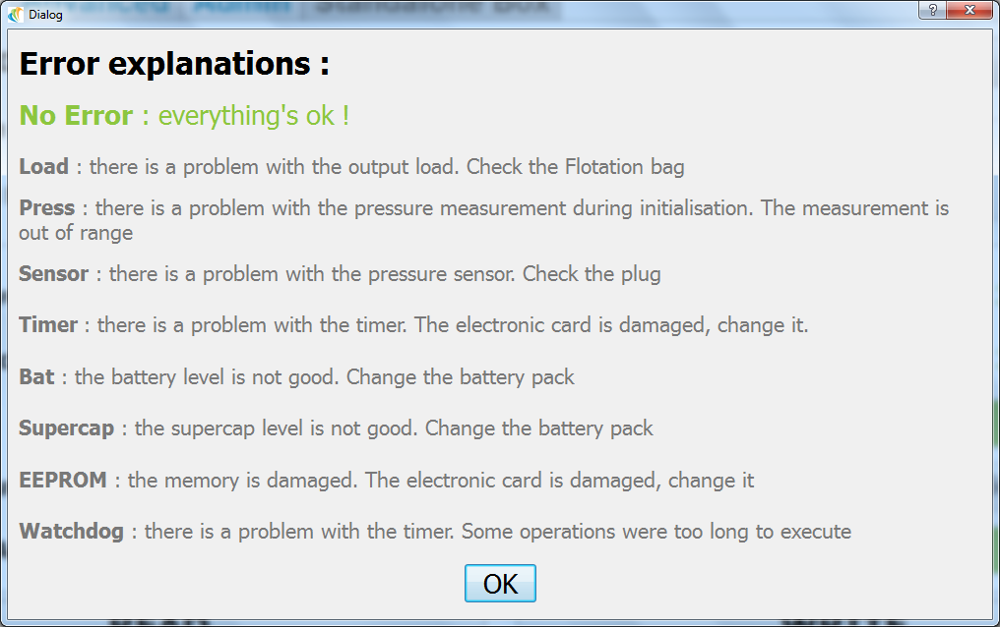 Advanced | Admin | Standalone Box
Dialog
Error explanations :
No Error : everything's ok !
Load : there is a problem with the output load. Check the Flotation bag
Press : there is a problem with the pressure measurement during initialisation. The measurement is
out of range
Sensor : there is a problem with the pressure sensor. Check the plug
Timer : there is a problem with the timer. The electronic card is damaged, change it.
Bat : the battery level is not good. Change the battery pack
Supercap : the supercap level is not good. Change the battery pack
EEPROM : the memory is damaged. The electronic card is damaged, change it
Watchdog : there is a problem with the timer. Some operations were too long to execute
OK